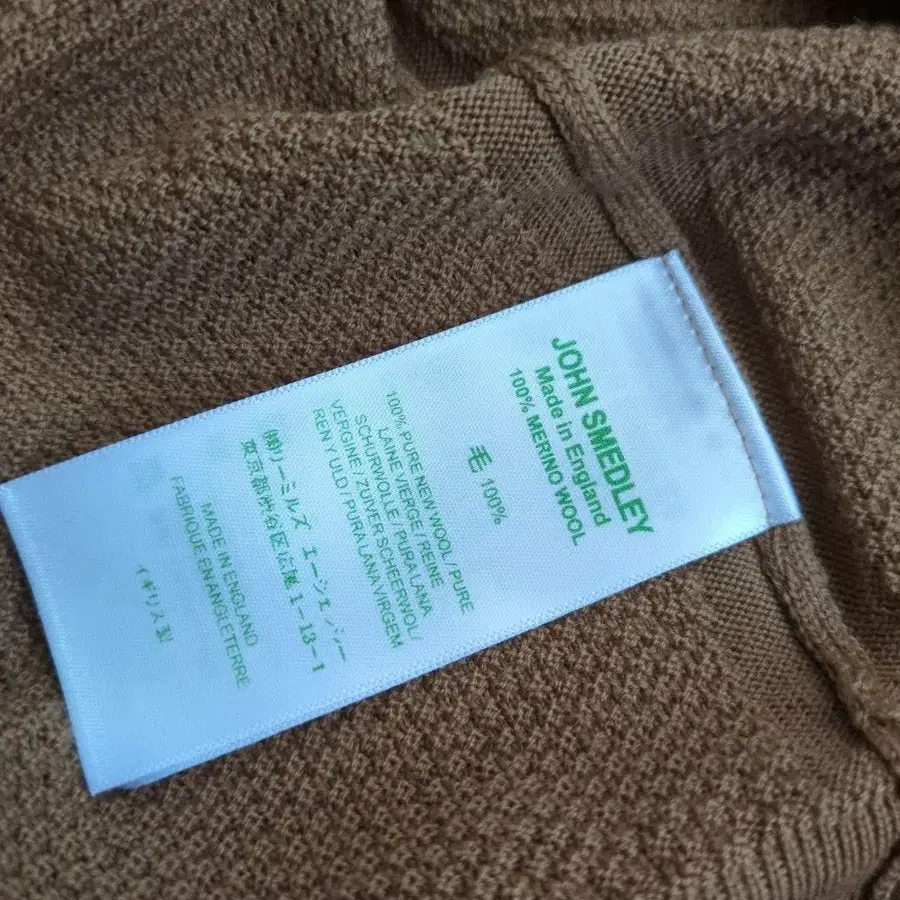 JOHN SMEDLEY
Made in England
100% MERINO WOOL
毛 100%
100% PURE NEW WOOL / PURE
LAINE VIERGE / PURA LANA
SCHURWOLLE / REINE
VERGINE / ZUIVER SCHEERWOL /
REN Y ULD / PURA LANA VIRGEM
㈱リーミルズ エージェンシー
東京都渋谷区広尾 1-13-1
MADE IN ENGLAND
FABRIQUE EN ANGLETERRE
イギリス製